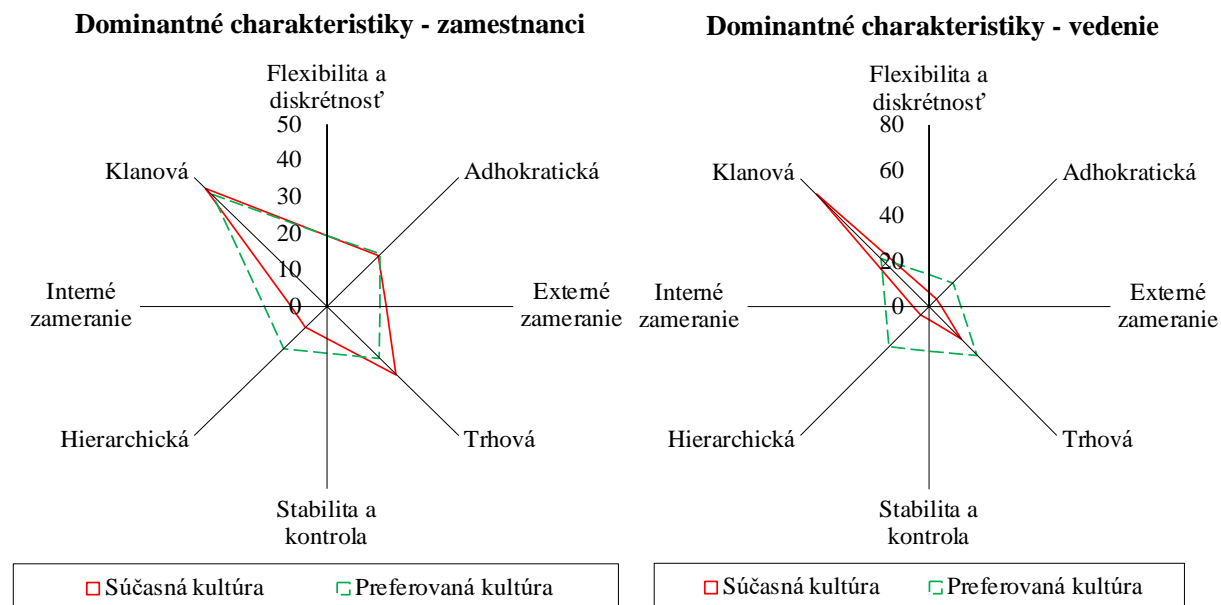 Dominantné charakteristiky - zamestnanci
Flexibilita a
diskrétnosť
50
40
30
20
10
0
Klanová
Adhokratická
Interné
zameranie
Externé
zameranie
Hierarchická
Trhová
Stabilita a
kontrola
Súčasná kultúra
Preferovaná kultúra
Dominantné charakteristiky - vedenie
Flexibilita a
diskrétnosť
80
60
40
20
0
Klanová
Adhokratická
Interné
zameranie
Externé
zameranie
Hierarchická
Trhová
Stabilita a
kontrola
Súčasná kultúra
Preferovaná kultúra